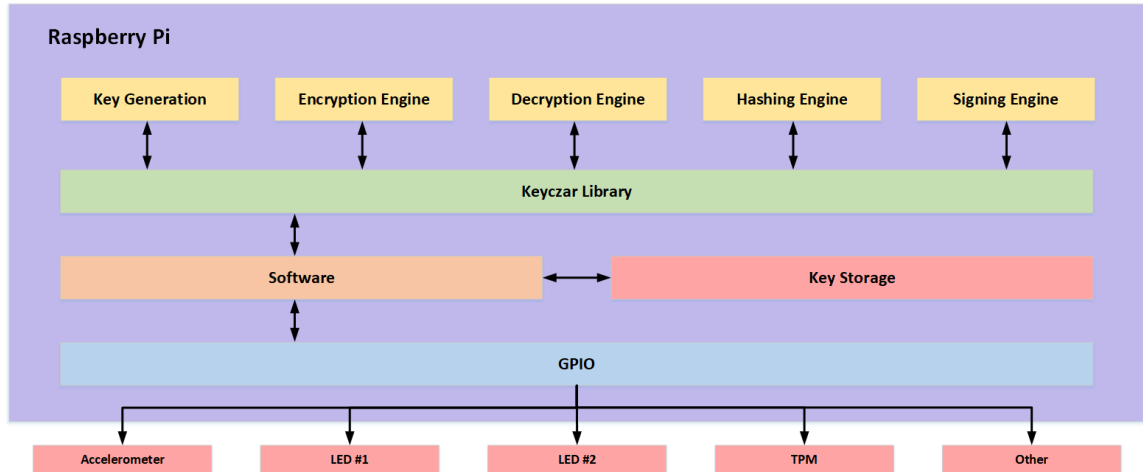 Raspberry Pi
Key Generation
Encryption Engine
Decryption Engine
Hashing Engine
Signing Engine
Keyczar Library
Software
Key Storage
GPIO
Accelerometer
LED #1
LED #2
TPM
Other